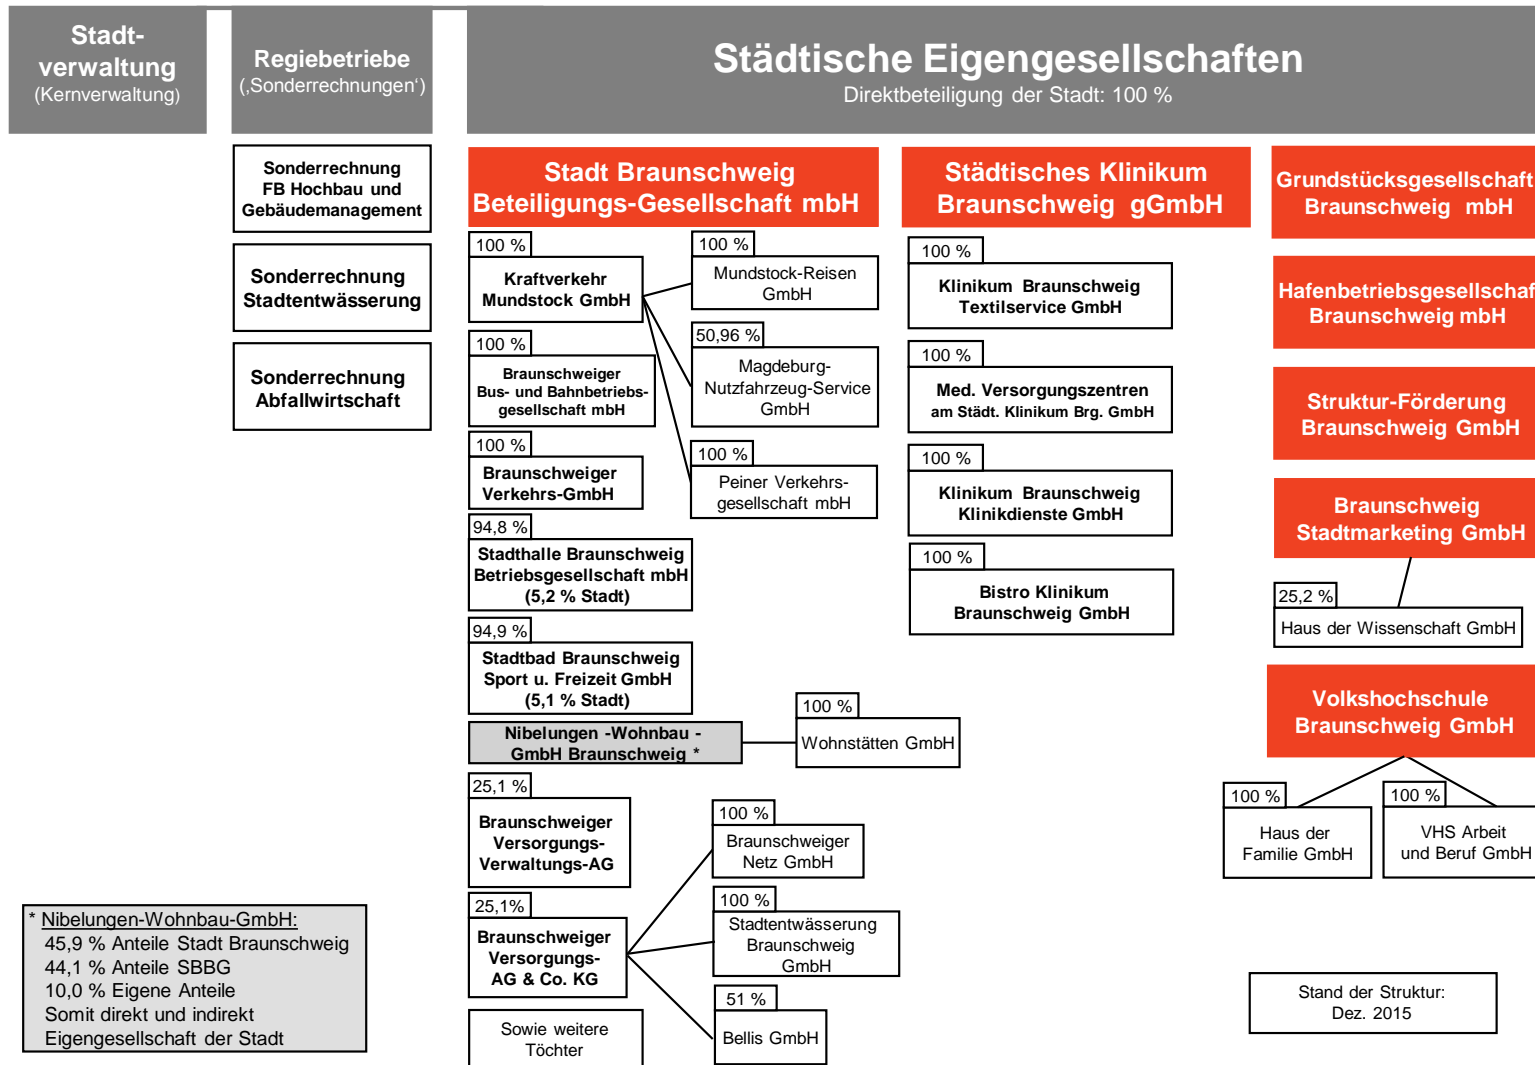 Stadt-
verwaltung
(Kernverwaltung)
Regiebetriebe
(‚Sonderrechnungen‘)
Städtische Eigengesellschaften
Direktbeteiligung der Stadt: 100 %
Sonderrechnung
FB Hochbau und
Gebäudemanagement
Sonderrechnung
Stadtentwässerung
Sonderrechnung
Abfallwirtschaft
Stadt Braunschweig
Beteiligungs-Gesellschaft mbH
100 %
Kraftverkehr
Mundstock GmbH
100 %
Mundstock-Reisen
GmbH
50,96 %
Magdeburg-
Nutzfahrzeug-Service
GmbH
100 %
Peiner Verkehrs-
gesellschaft mbH
100 %
Braunschweiger
Bus- und Bahnbetriebs-
gesellschaft mbH
100 %
Braunschweiger
Verkehrs-GmbH
94,8 %
Stadthalle Braunschweig
Betriebsgesellschaft mbH
(5,2 % Stadt)
94,9 %
Stadtbad Braunschweig
Sport u. Freizeit GmbH
(5,1 % Stadt)
Nibelungen -Wohnbau -
GmbH Braunschweig *
100 %
Wohnstätten GmbH
25,1 %
Braunschweiger
Versorgungs-
Verwaltungs-AG
25,1%
Braunschweiger
Versorgungs-
AG & Co. KG
100 %
Braunschweiger
Netz GmbH
100 %
Stadtentwässerung
Braunschweig
GmbH
51 %
Bellis GmbH
Sowie weitere
Töchter
Städtisches Klinikum
Braunschweig gGmbH
100 %
Klinikum Braunschweig
Textilservice GmbH
100 %
Med. Versorgungszentren
am Städt. Klinikum Brg. GmbH
100 %
Klinikum Braunschweig
Klinikdienste GmbH
100 %
Bistro Klinikum
Braunschweig GmbH
Grundstücksgesellschaft
Braunschweig mbH
Hafenbetriebsgesellschaf
Braunschweig mbH
Struktur-Förderung
Braunschweig GmbH
Braunschweig
Stadtmarketing GmbH
25,2 %
Haus der Wissenschaft GmbH
Volkshochschule
Braunschweig GmbH
100 %
Haus der
Familie GmbH
100 %
VHS Arbeit
und Beruf GmbH
* Nibelungen-Wohnbau-GmbH:
45,9 % Anteile Stadt Braunschweig
44,1 % Anteile SBBG
10,0 % Eigene Anteile
Somit direkt und indirekt
Eigengesellschaft der Stadt
Stand der Struktur:
Dez. 2015